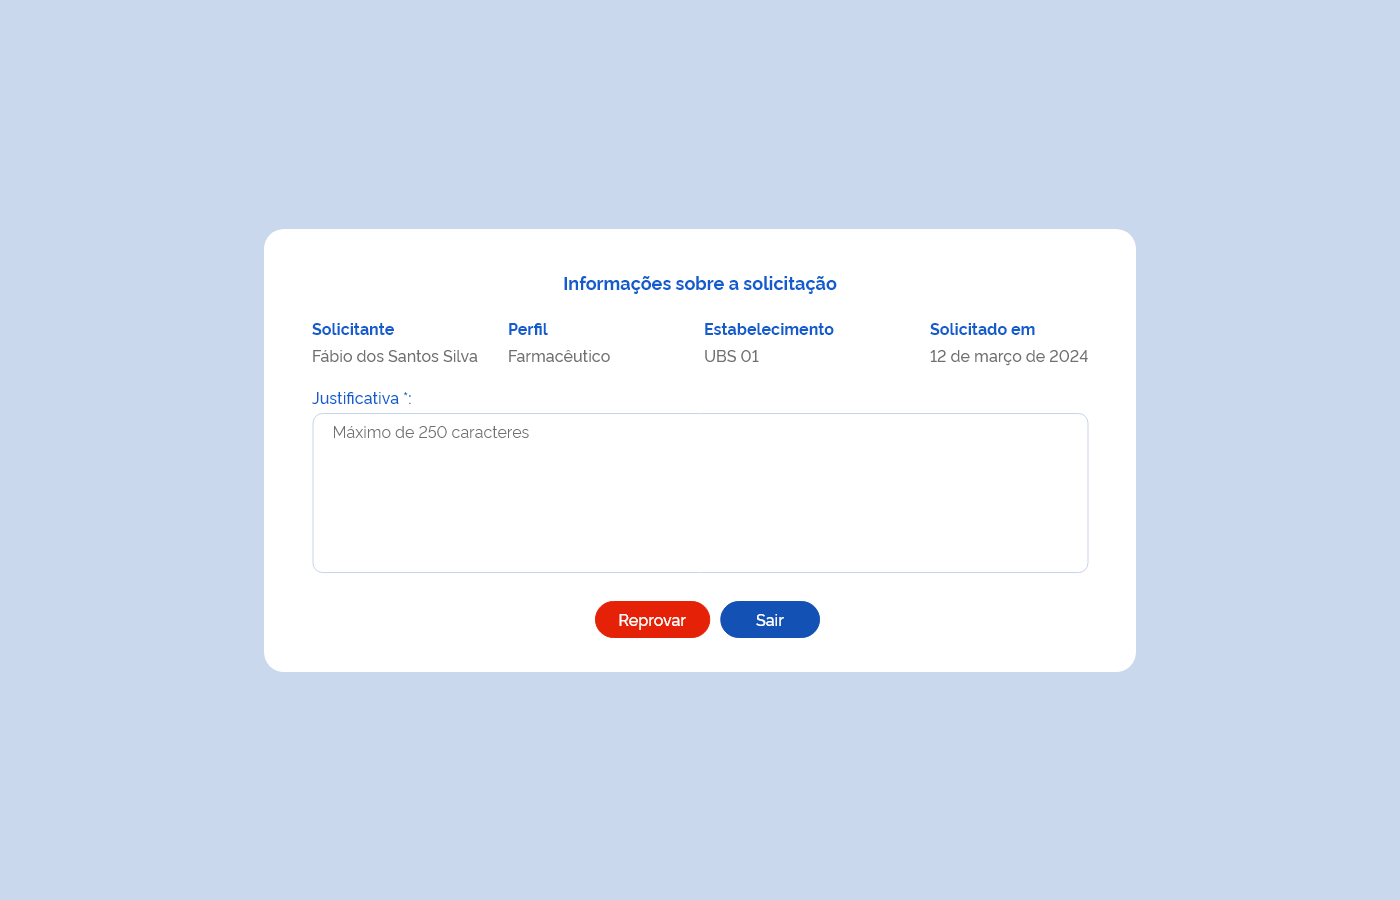 Informações sobre a solicitação
Solicitante Perfil Estabelecimento Solicitado em
Fábio dos Santos Silva Farmacêutico UBS 01 12 de março de 2024
Justificativa *:
Máximo de 250 caracteres
Reprovar Sair